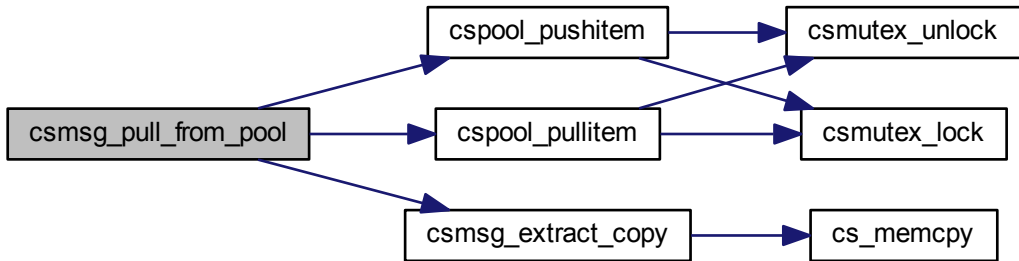 cspool_pushitem
csmutex_unlock
csmsg_pull_from_pool
cspool_pullitem
csmutex_lock
csmsg_extract_copy
cs_memcpy